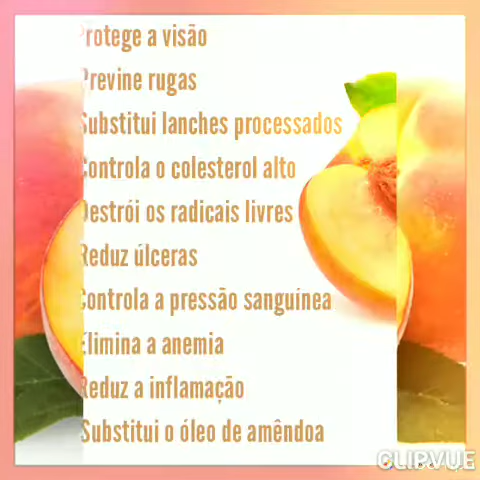 Protege a visão
Previne rugas
Substitui lanches processados
Controla o colesterol alto
Destrói os radicais livres
Reduz úlceras
Controla a pressão sanguínea
Elimina a anemia
Reduz a inflamação
Substitui o óleo de amêndoa
CLIPVUE